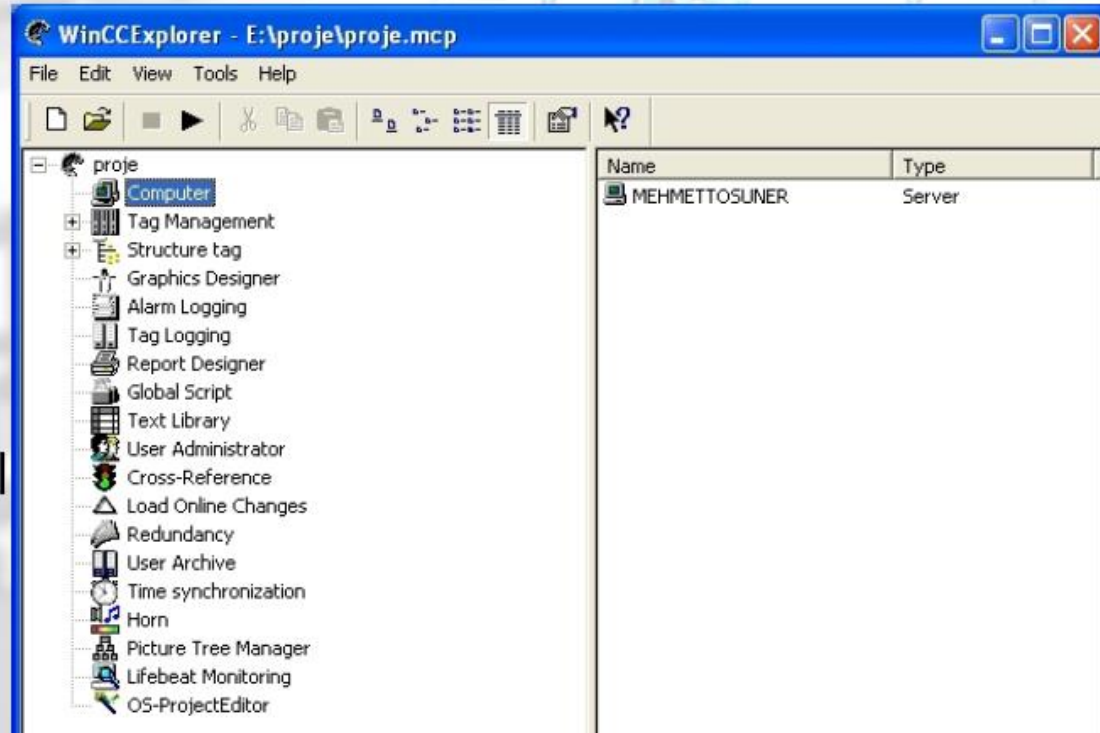 WinCCExplorer - E:\proje\proje.mcp
File Edit View Tools Help
proje
Computer
Tag Management
Structure tag
Graphics Designer
Alarm Logging
Tag Logging
Report Designer
Global Script
Text Library
User Administrator
Cross-Reference
Load Online Changes
Redundancy
User Archive
Time synchronization
Horn
Picture Tree Manager
Lifebeat Monitoring
OS-ProjectEditor
Name Type
MEHMETTOSUNER Server